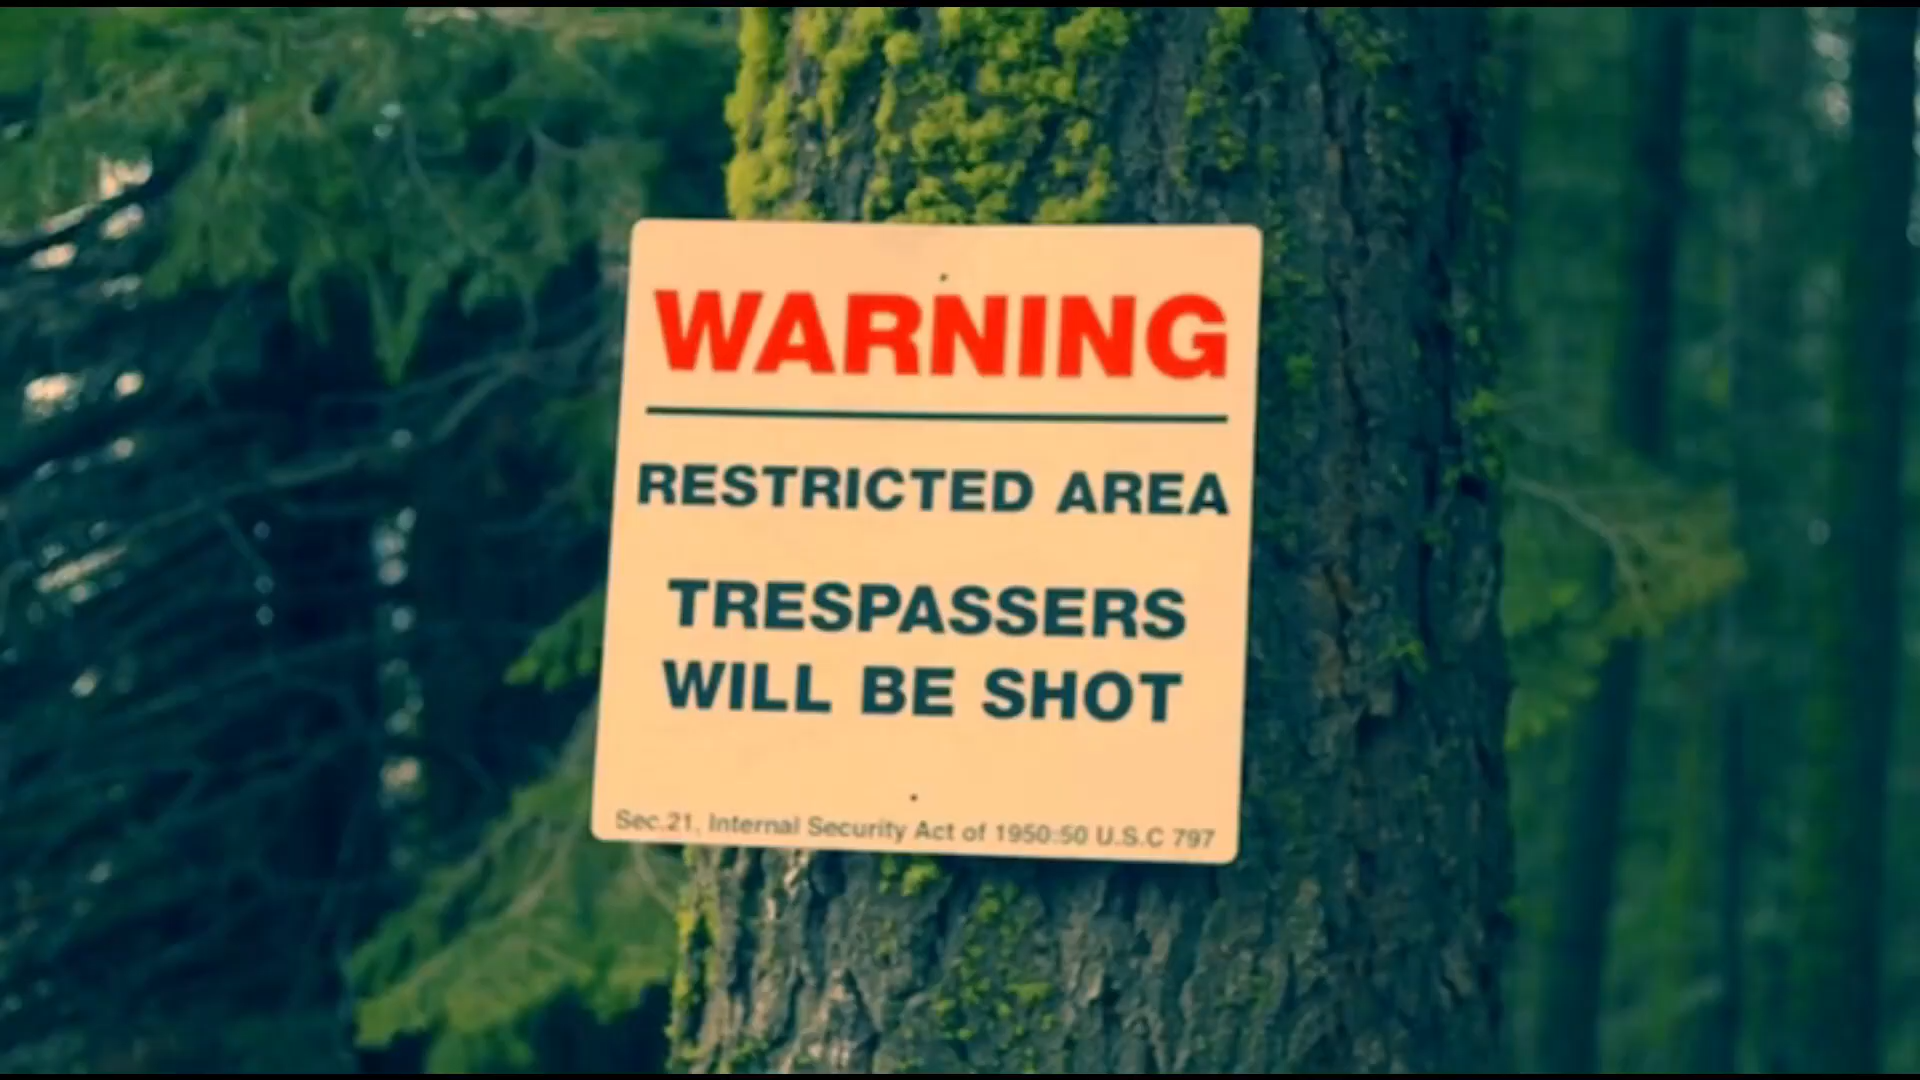 WARNING
RESTRICTED AREA
TRESPASSERS
WILL BE SHOT
Sec.21, Internal Security Act of 1950:50 U.S.C 797